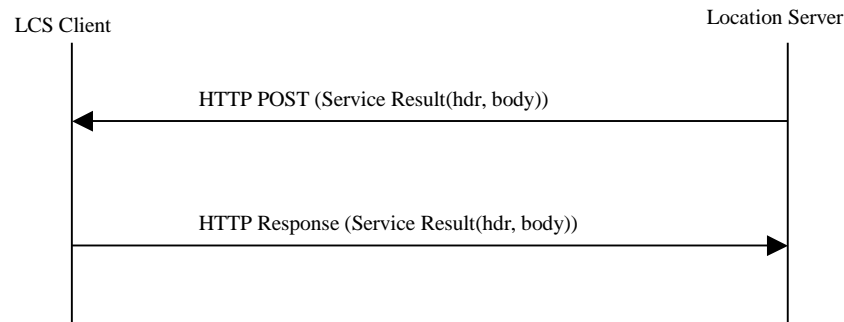 LCS Client
Location Server
HTTP POST (Service Result(hdr, body))
HTTP Response (Service Result(hdr, body))